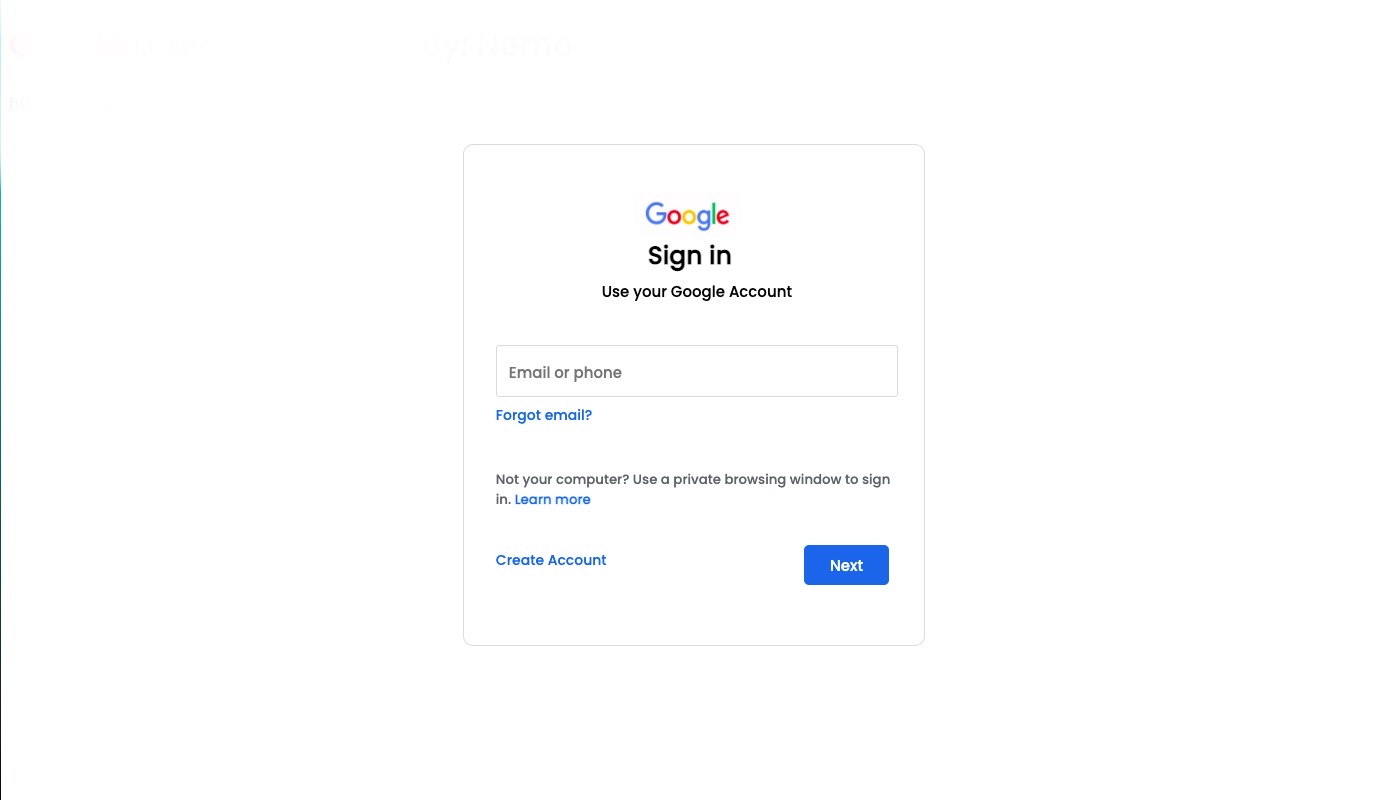 By: Nemo
Google
Sign in
Use your Google Account
Email or phone
Forgot email?
Not your computer? Use a private browsing window to sign
in. Learn more
Create Account
Next